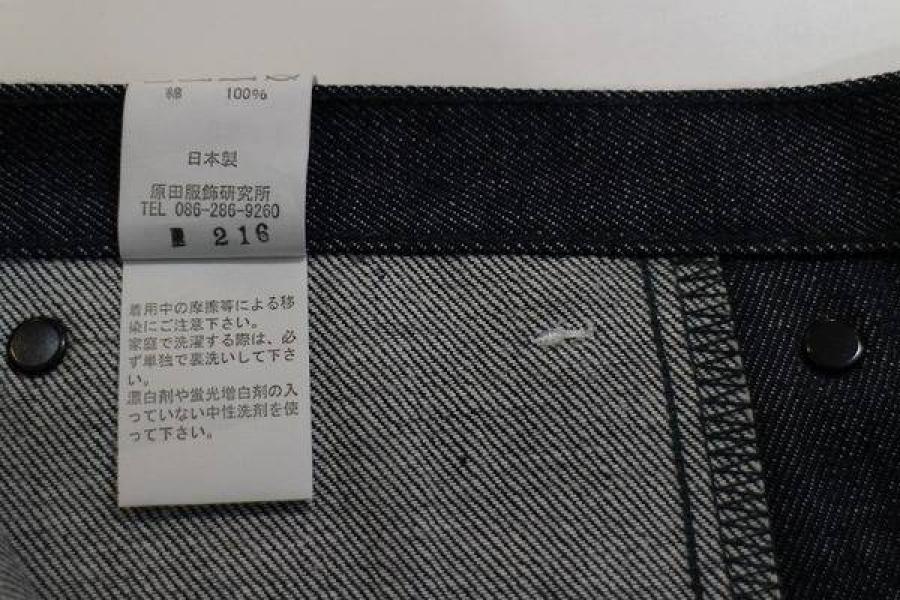 綿 100%
日本製
原田服飾研究所
TEL 086-286-9260
216
着用中の摩擦等による移
染にご注意下さい。
家庭で洗濯する際は、必
ず単独で裏洗いして下さ
い。
漂白剤や蛍光増白剤の入
っていない中性洗剤を使
って下さい。